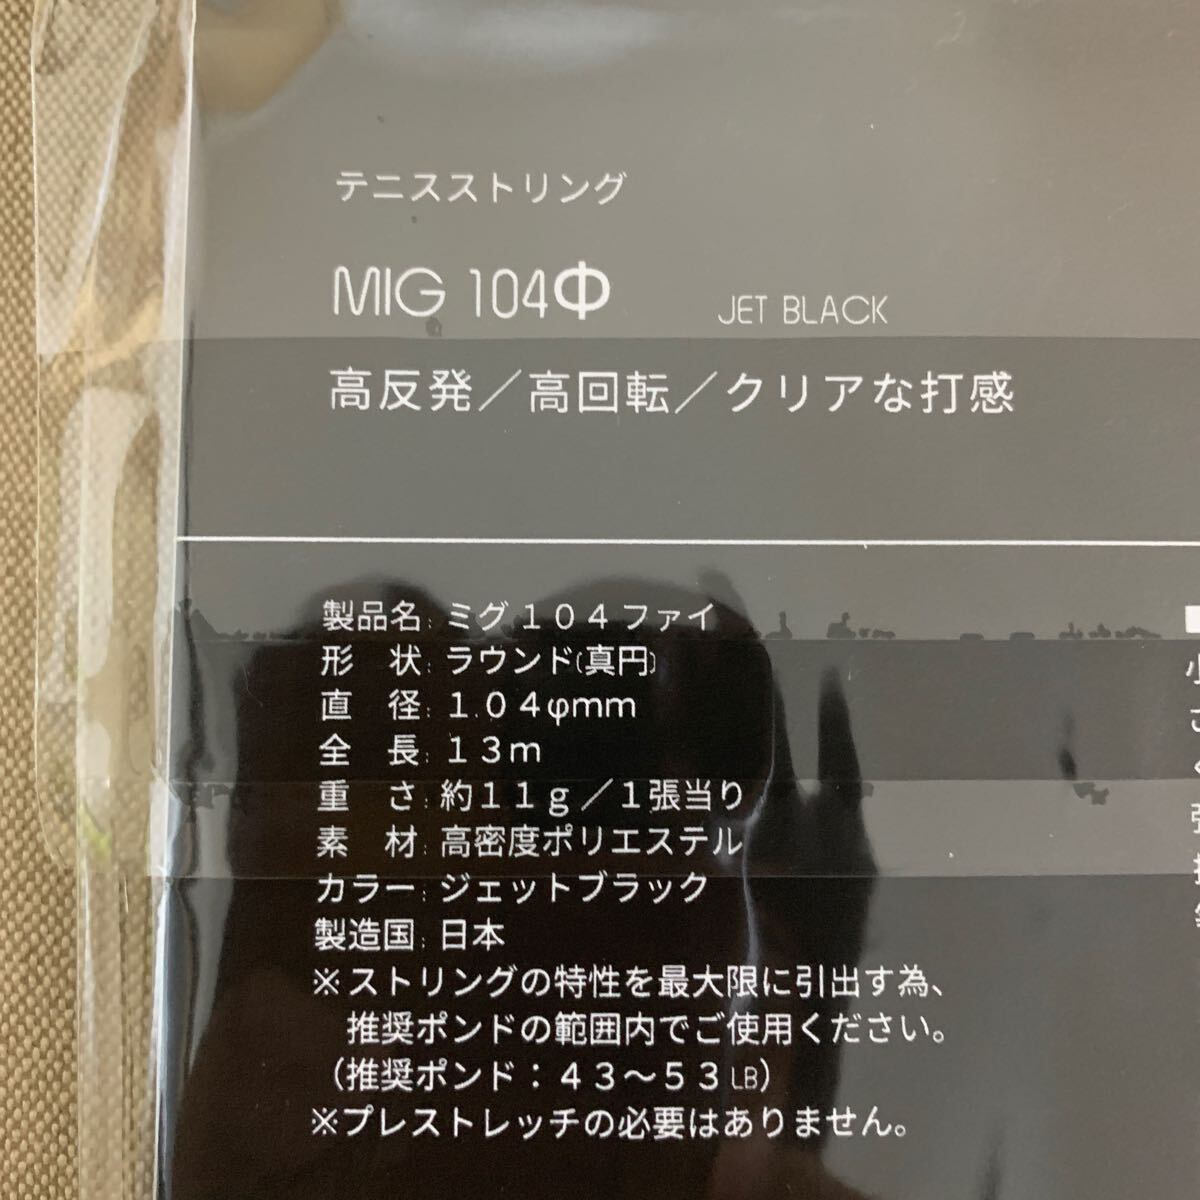 テニスストリング
MIG 104Φ JET BLACK
高反発／高回転／クリアな打感
製品名: ミグ１０４ファイ
形　状: ラウンド(真円)
直　径: １.０４φmm
全　長: １３m
重　さ: 約１１g／１張当り
素　材: 高密度ポリエステル
カラー: ジェットブラック
製造国: 日本
※ストリングの特性を最大限に引出す為、
推奨ポンドの範囲内でご使用ください。
（推奨ポンド：４３〜５３LB）
※プレストレッチの必要はありません。